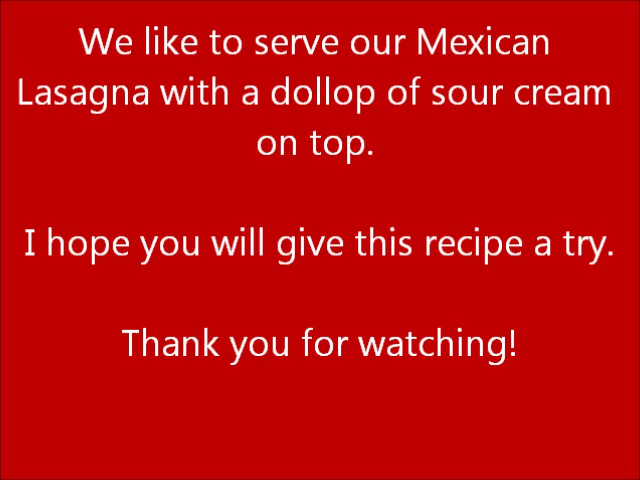 We like to serve our Mexican
Lasagna with a dollop of sour cream
on top.
I hope you will give this recipe a try.
Thank you for watching!